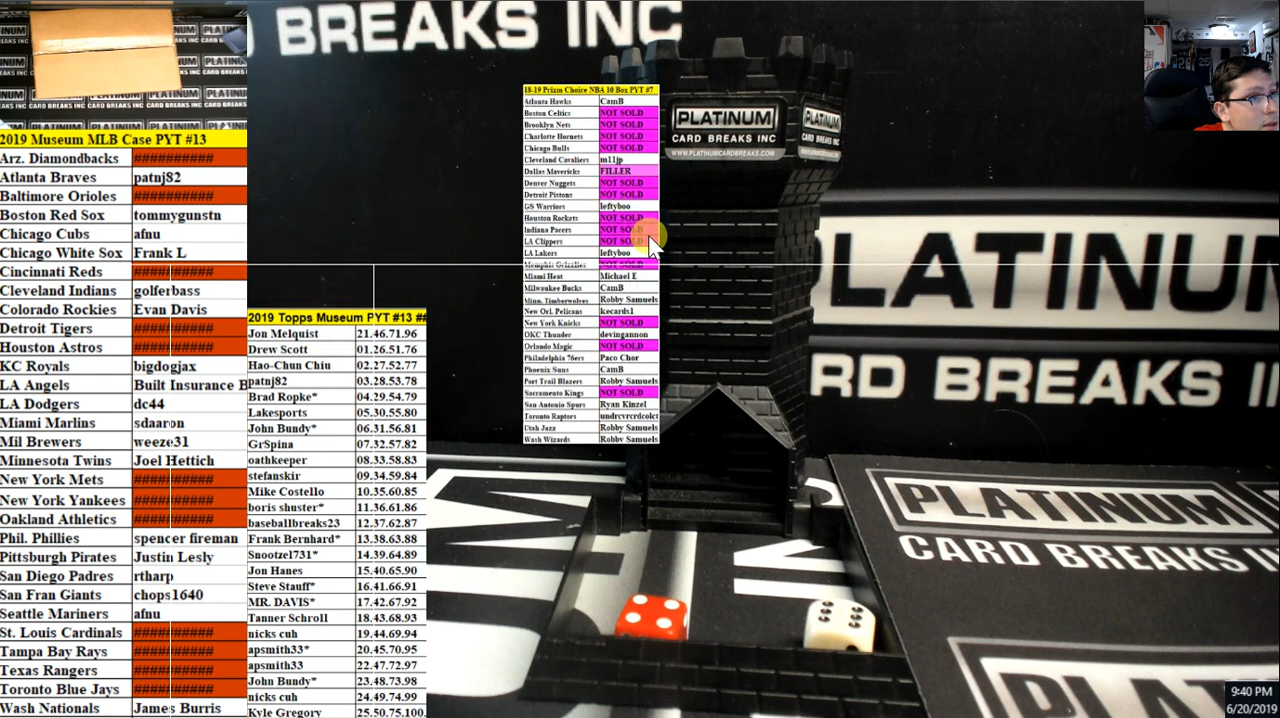 BREAKS INC
2019 Museum MLB Case PYT #13
Arz. Diamondbacks ##########
Atlanta Braves patnj82
Baltimore Orioles ##########
Boston Red Sox tommygunstn
Chicago Cubs afnu
Chicago White Sox Frank L
Cincinnati Reds ##########
Cleveland Indians golferbass
Colorado Rockies Evan Davis
Detroit Tigers ##########
Houston Astros ##########
KC Royals bigdogjax
LA Angels Built Insurance B
LA Dodgers dc44
Miami Marlins sdaaron
Mil Brewers weeze31
Minnesota Twins Joel Hettich
New York Mets ##########
New York Yankees ##########
Oakland Athletics ##########
Phil. Phillies spencer fireman
Pittsburgh Pirates Justin Lesly
San Diego Padres rtharp
San Fran Giants chops1640
Seattle Mariners afnu
St. Louis Cardinals ##########
Tampa Bay Rays ##########
Texas Rangers ##########
Toronto Blue Jays ##########
Wash Nationals James Burris
2019 Topps Museum PYT #13 ##
Jon Melquist 21.46.71.96
Drew Scott 01.26.51.76
Hao-Chun Chiu 02.27.52.77
patnj82 03.28.53.78
Brad Ropke* 04.29.54.79
Lakesports 05.30.55.80
John Bundy* 06.31.56.81
GrSpina 07.32.57.82
oathkeeper 08.33.58.83
stefanskir 09.34.59.84
Mike Costello 10.35.60.85
boris shuster* 11.36.61.86
baseballbreaks23 12.37.62.87
Frank Bernhard* 13.38.63.88
Snootzel731* 14.39.64.89
Jon Hanes 15.40.65.90
Steve Stauff* 16.41.66.91
MR. DAVIS* 17.42.67.92
Tanner Schroll 18.43.68.93
nicks cuh 19.44.69.94
apsmith33* 20.45.70.95
apsmith33 22.47.72.97
John Bundy* 23.48.73.98
nicks cuh 24.49.74.99
Kyle Gregory 25.50.75.100.
18-19 Prizm Choice NBA 10 Box PYT #7
Atlanta Hawks CamB
Boston Celtics NOT SOLD
Brooklyn Nets NOT SOLD
Charlotte Hornets NOT SOLD
Chicago Bulls NOT SOLD
Cleveland Cavaliers m11jp
Dallas Mavericks FILLER
Denver Nuggets NOT SOLD
Detroit Pistons NOT SOLD
GS Warriors leftyboo
Houston Rockets NOT SOLD
Indiana Pacers NOT SOLD
LA Clippers NOT SOLD
LA Lakers leftyboo
Memphis Grizzlies NOT SOLD
Miami Heat Michael E
Milwaukee Bucks CamB
Minn. Timberwolves Robby Samuels
New Orl. Pelicans kecards1
New York Knicks NOT SOLD
OKC Thunder devingannon
Orlando Magic NOT SOLD
Philadelphia 76ers Paco Chor
Phoenix Suns CamB
Port Trail Blazers Robby Samuels
Sacramento Kings NOT SOLD
San Antonio Spurs Ryan Kinzel
Toronto Raptors undrcvrcrdcolct
Utah Jazz Robby Samuels
Wash Wizards Robby Samuels
PLATINUM
CARD BREAKS INC
WWW.PLATINUMCARDBREAKS.COM
PLATINU
RD BREAKS I
PLATINUM
CARD BREAKS INC
9:40 PM
6/20/2019